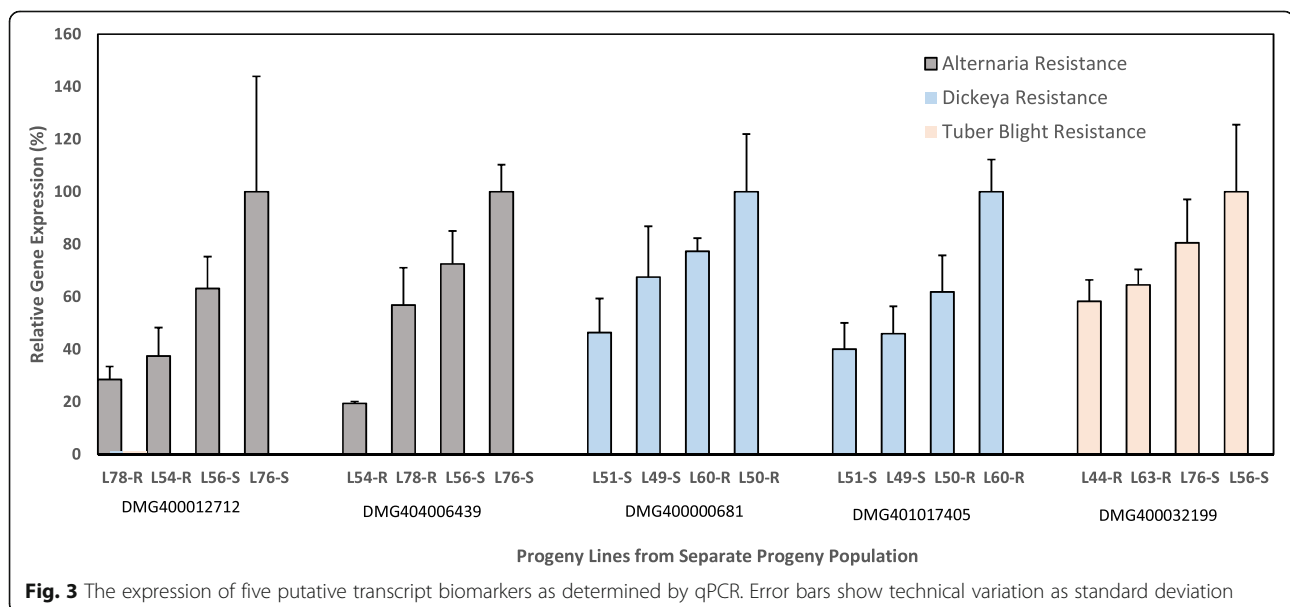 160
140
120
100
80
60
40
20
0
Relative Gene Expression (%)
Alternaria Resistance
Dickeya Resistance
Tuber Blight Resistance
L78-R L54-R L56-S L76-S L54-R L78-R L56-S L76-S L51-S L49-S L60-R L50-R L51-S L49-S L50-R L60-R L44-R L63-R L76-S L56-S
DMG400012712 DMG404006439 DMG400000681 DMG401017405 DMG400032199
Progeny Lines from Separate Progeny Population
Fig. 3 The expression of five putative transcript biomarkers as determined by qPCR. Error bars show technical variation as standard deviation